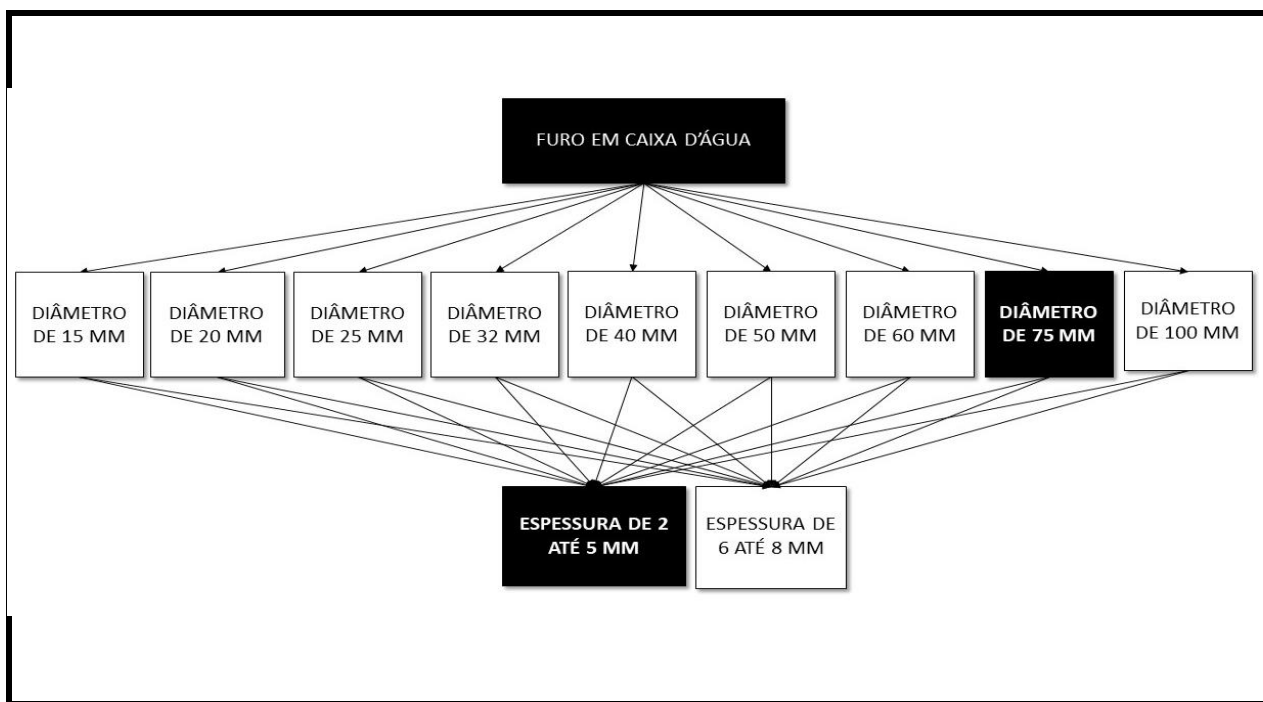 FURO EM CAIXA D'ÁGUA
DIÂMETRO
DE 15 MM
DIÂMETRO
DE 20 MM
DIÂMETRO
DE 25 MM
DIÂMETRO
DE 32 MM
DIÂMETRO
DE 40 MM
DIÂMETRO
DE 50 MM
DIÂMETRO
DE 60 MM
DIÂMETRO
DE 75 MM
DIÂMETRO
DE 100 MM
ESPESSURA DE 2
ATÉ 5 MM
ESPESSURA DE
6 ATÉ 8 MM